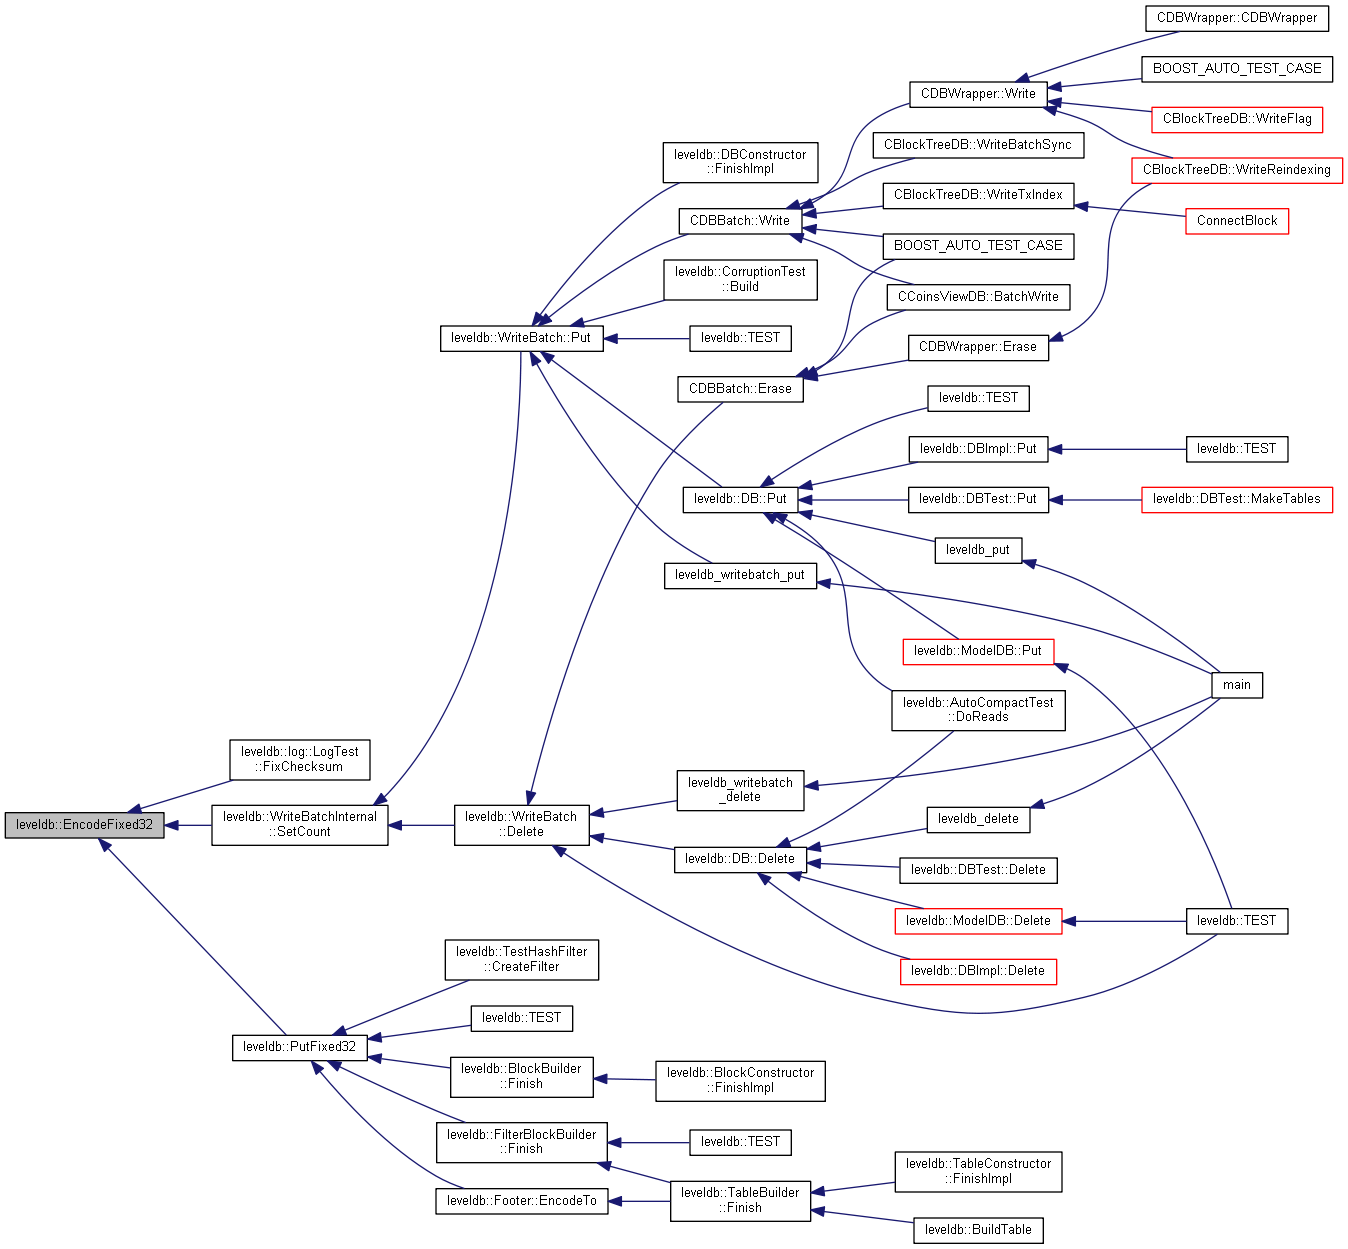 CDBWrapper::CDBWrapper
BOOST_AUTO_TEST_CASE
CDBWrapper::Write
CBlockTreeDB::WriteFlag
CBlockTreeDB::WriteBatchSync
leveldb::DBConstructor
::FinishImpl
CBlockTreeDB::WriteReindexing
CBlockTreeDB::WriteTxIndex
CDBBatch::Write
ConnectBlock
BOOST_AUTO_TEST_CASE
leveldb::CorruptionTest
::Build
CCoinsViewDB::BatchWrite
leveldb::WriteBatch::Put
leveldb::TEST
CDBWrapper::Erase
CDBBatch::Erase
leveldb::TEST
leveldb::DBImpl::Put
leveldb::TEST
leveldb::DB::Put
leveldb::DBTest::Put
leveldb::DBTest::MakeTables
leveldb_put
leveldb_writebatch_put
leveldb::ModelDB::Put
main
leveldb::AutoCompactTest
::DoReads
leveldb::log::LogTest
::FixChecksum
leveldb_writebatch
_delete
leveldb::EncodeFixed32
leveldb::WriteBatchInternal
::SetCount
leveldb::WriteBatch
::Delete
leveldb_delete
leveldb::DB::Delete
leveldb::DBTest::Delete
leveldb::ModelDB::Delete
leveldb::TEST
leveldb::DBImpl::Delete
leveldb::TestHashFilter
::CreateFilter
leveldb::TEST
leveldb::PutFixed32
leveldb::BlockBuilder
::Finish
leveldb::BlockConstructor
::FinishImpl
leveldb::FilterBlockBuilder
::Finish
leveldb::TEST
leveldb::TableConstructor
::FinishImpl
leveldb::Footer::EncodeTo
leveldb::TableBuilder
::Finish
leveldb::BuildTable